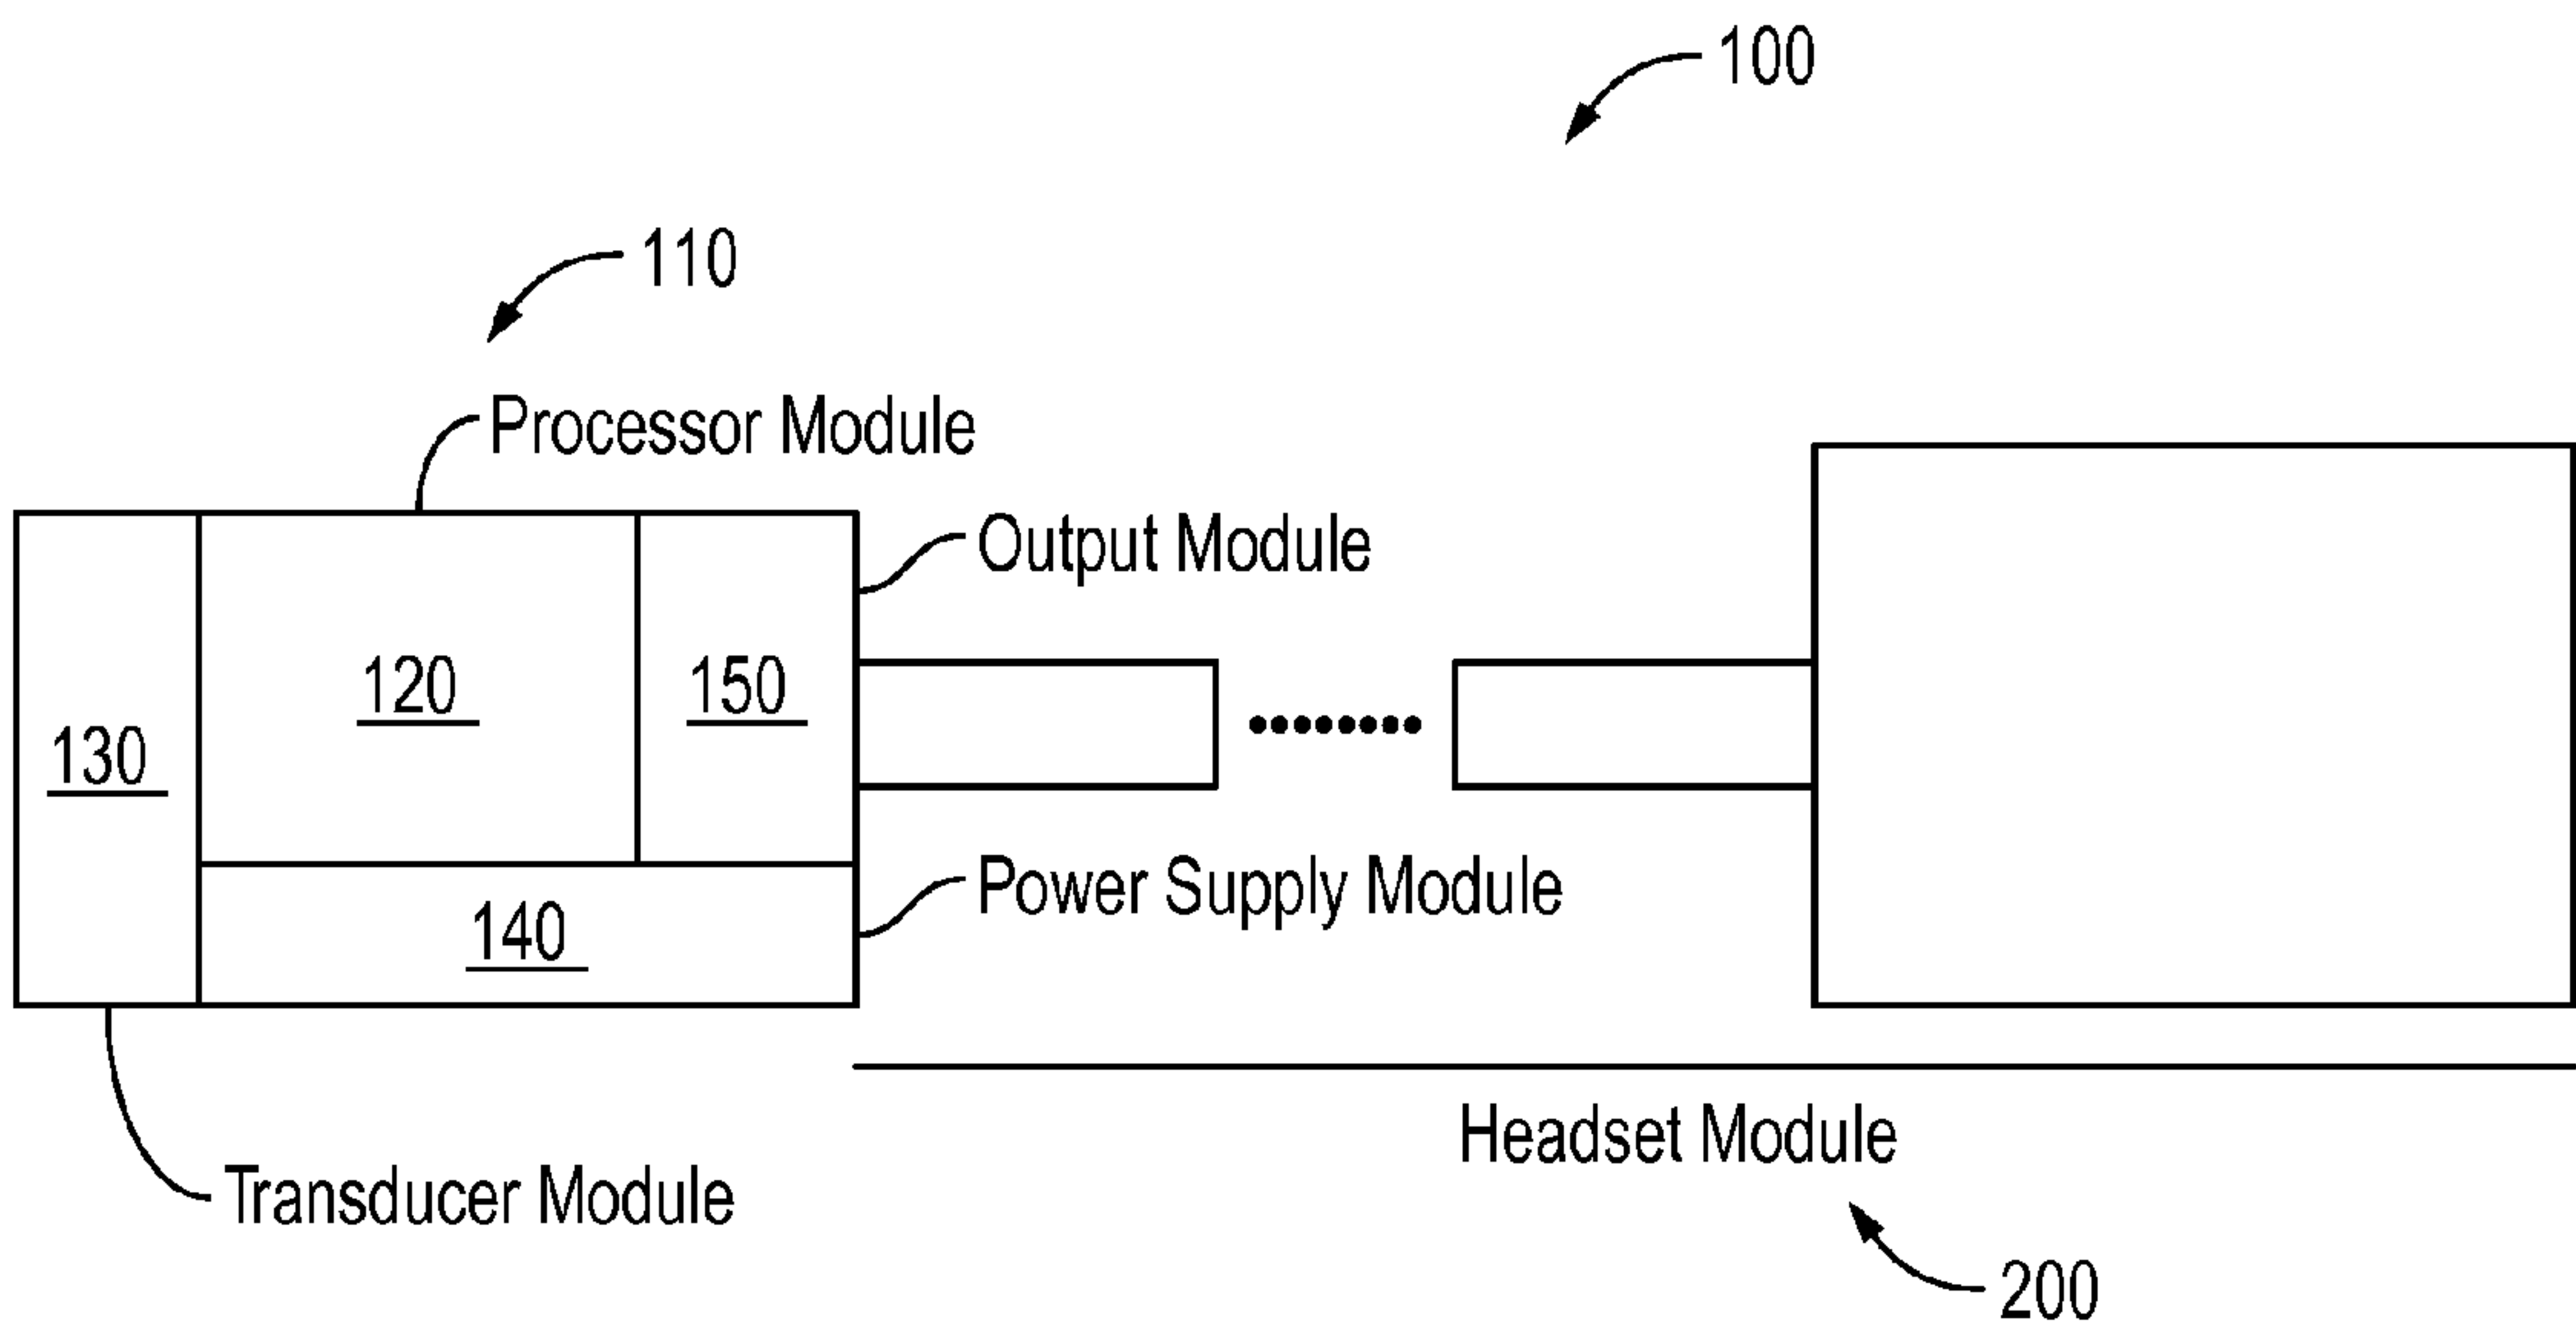 100
110
Processor Module
Output Module
120
150
130
Power Supply Module
140
Headset Module
Transducer Module
200